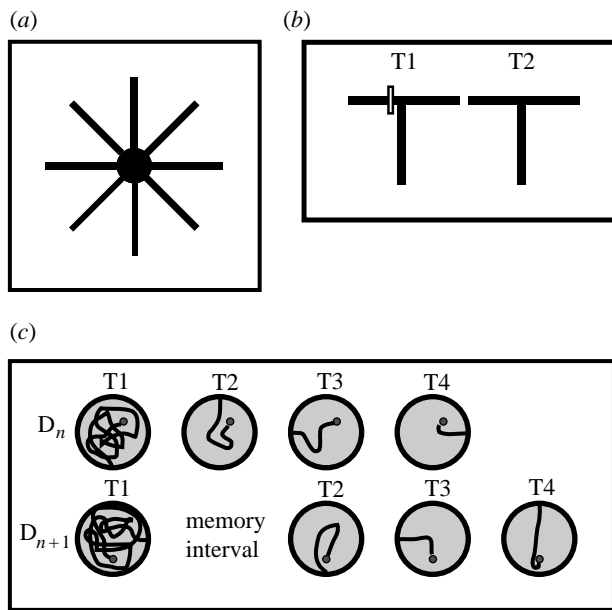 (a) (b)
T1 T2
(c)
T1 T2 T3 T4
Dn
T1 T2 T3 T4
Dn+1 memory
interval